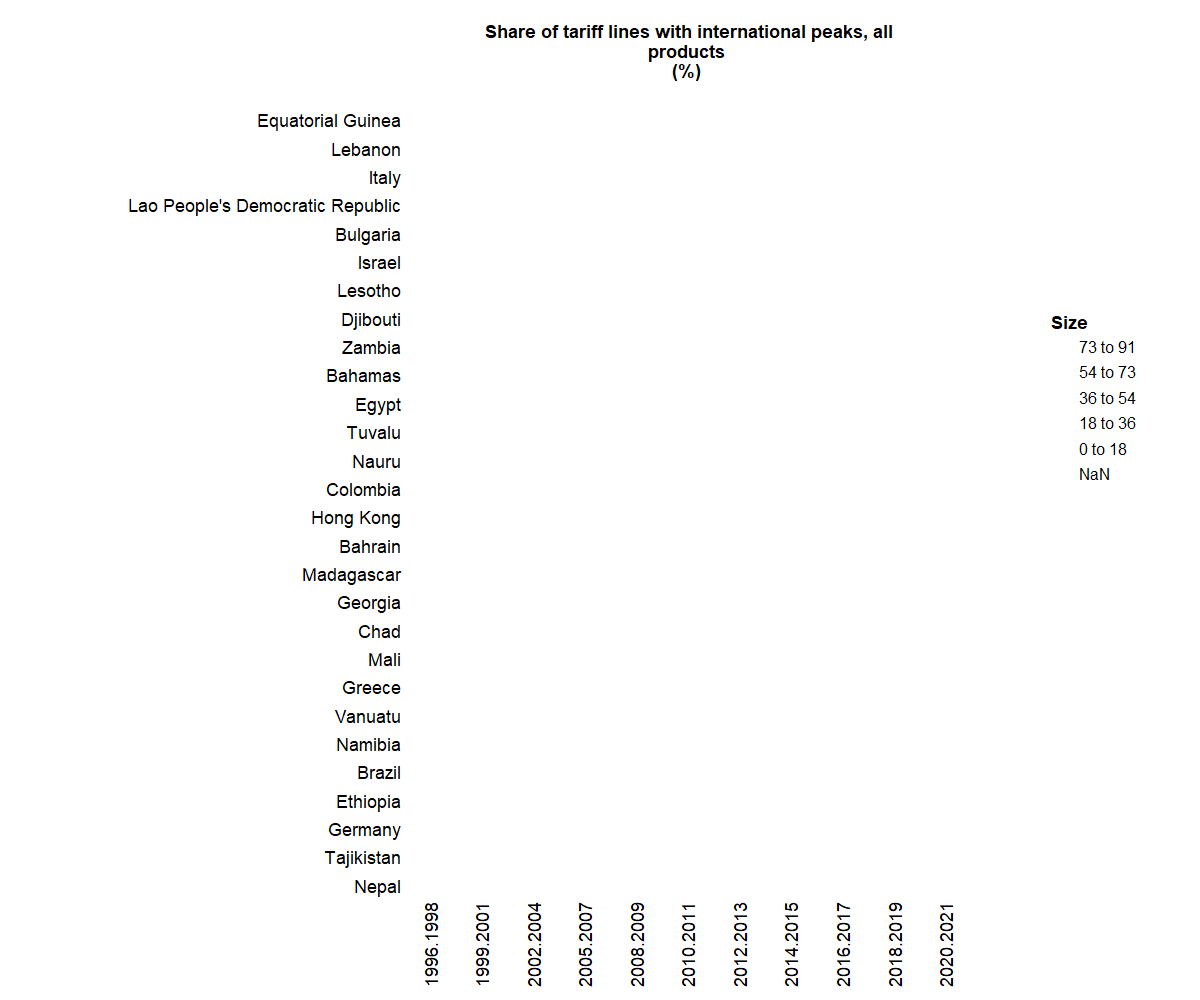 Share of tariff lines with international peaks, all
products
(%)
Equatorial Guinea
Lebanon
Italy
Lao People's Democratic Republic
Bulgaria
Israel
Lesotho
Djibouti
Zambia
Bahamas
Egypt
Tuvalu
Nauru
Colombia
Hong Kong
Bahrain
Madagascar
Georgia
Chad
Mali
Greece
Vanuatu
Namibia
Brazil
Ethiopia
Germany
Tajikistan
Nepal
1996.1998
1999.2001
2002.2004
2005.2007
2008.2009
2010.2011
2012.2013
2014.2015
2016.2017
2018.2019
2020.2021
Size
73 to 91
54 to 73
36 to 54
18 to 36
0 to 18
NaN